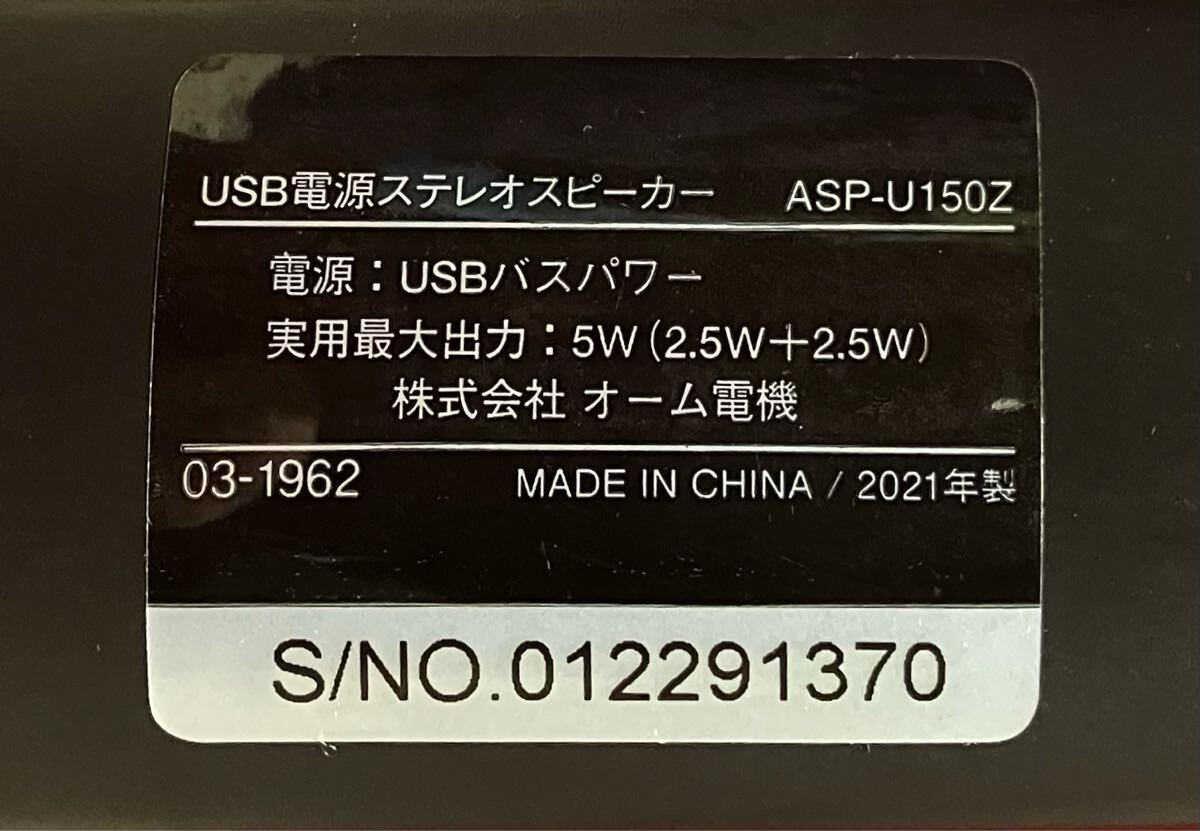 USB電源ステレオスピーカー ASP-U150Z
電源：USBバスパワー
実用最大出力：5W（2.5W＋2.5W）
株式会社 オーム電機
03-1962 MADE IN CHINA / 2021年製
S/NO.012291370